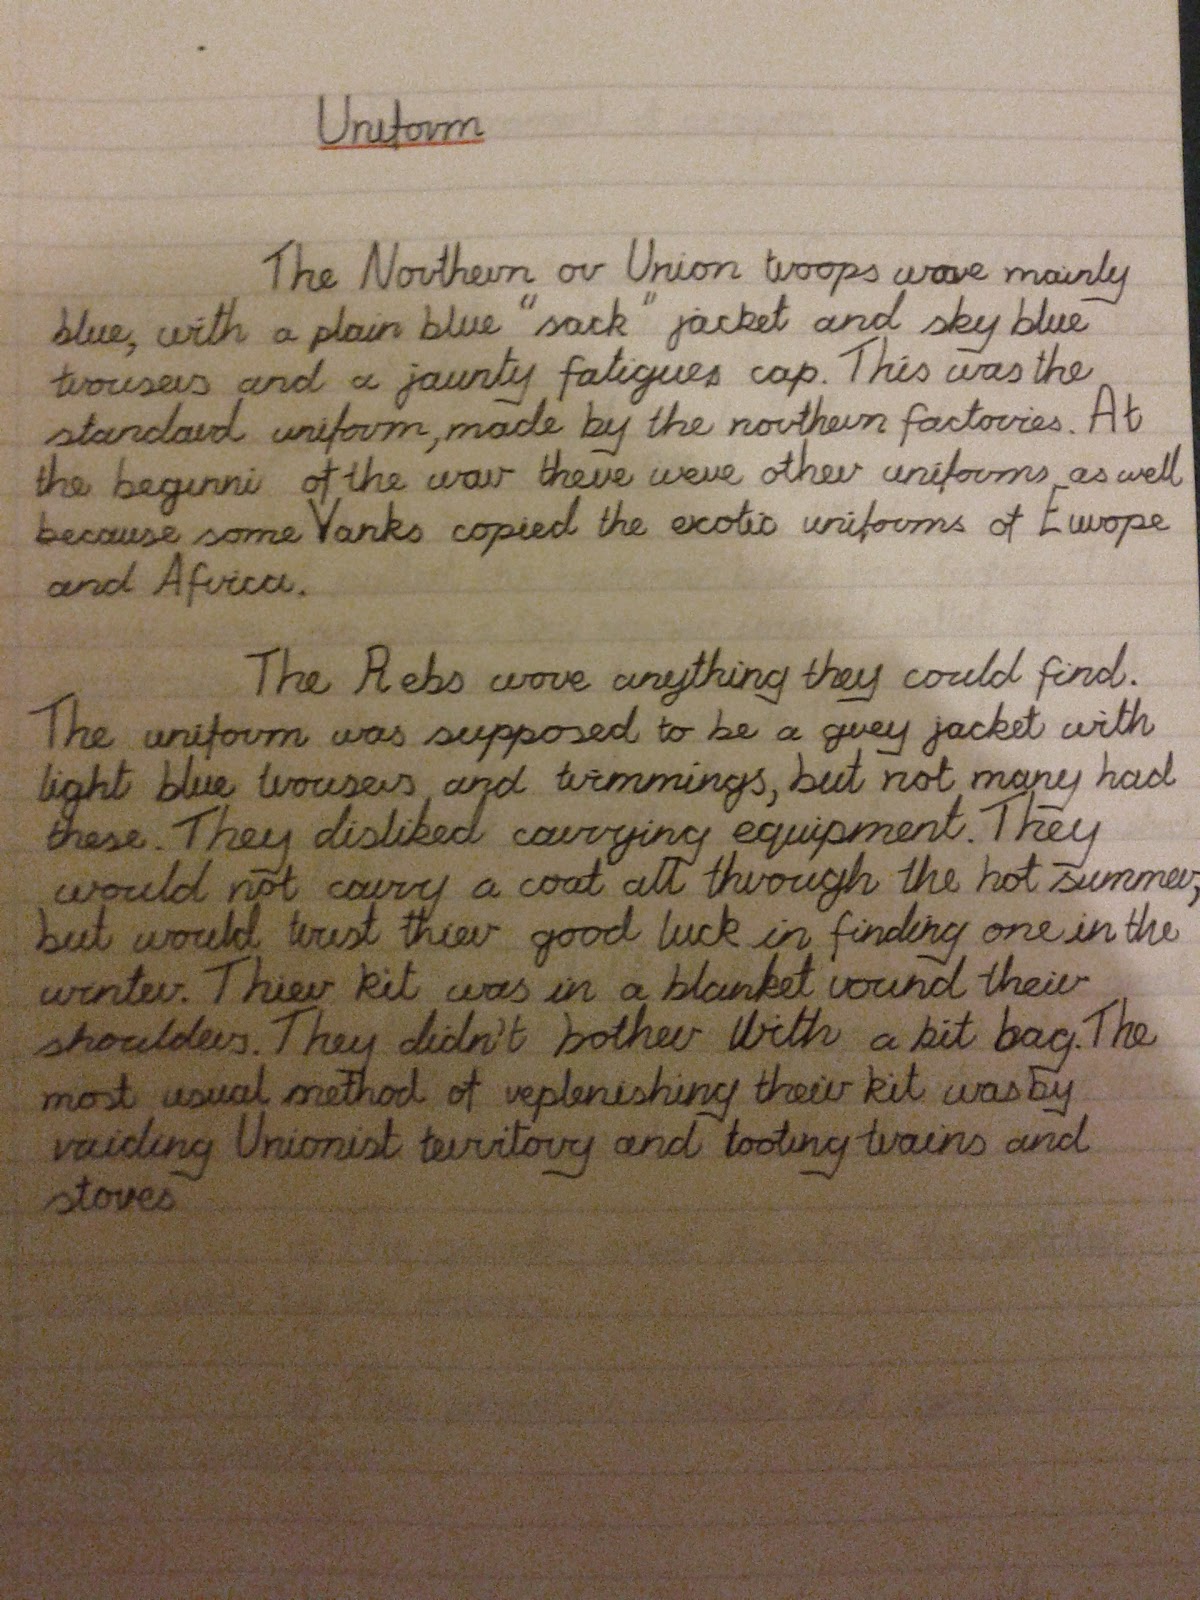 Uniform
The Northern or Union troops wore mainly
blue, with a plain blue "sack" jacket and sky blue
trousers and a jaunty fatigues cap. This was the
standard uniform, made by the northern factories. At
the beginni of the war there were other uniforms as well
because some Yanks copied the exotic uniforms of Europe
and Africa.
The Rebs wore anything they could find.
The uniform was supposed to be a grey jacket with
light blue trousers and trimmings, but not many had
these. They disliked carrying equipment. They
would not carry a coat all through the hot summer,
but would trust thier good luck in finding one in the
winter. Thier kit was in a blanket round their
shoulders. They didn't bother with a kit bag. The
most usual method of replenishing their kit was by
raiding Unionist territory and looting trains and
stores